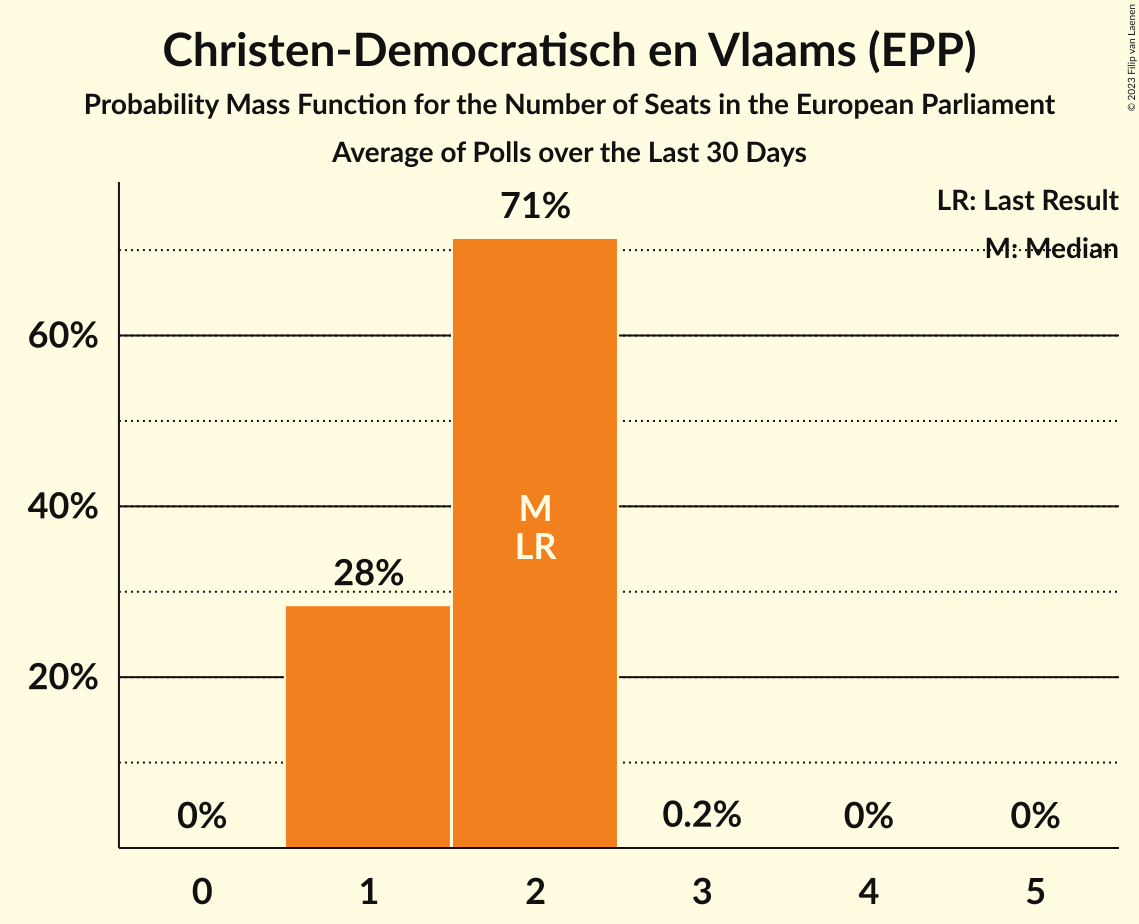 Christen-Democratisch en Vlaams (EPP)
Probability Mass Function for the Number of Seats in the European Parliament
Average of Polls over the Last 30 Days
© 2023 Filip van Laenen
LR: Last Result
M: Median
71%
60%
40%
M
LR
28%
20%
0%
0.2%
0%
0%
0 1 2 3 4 5